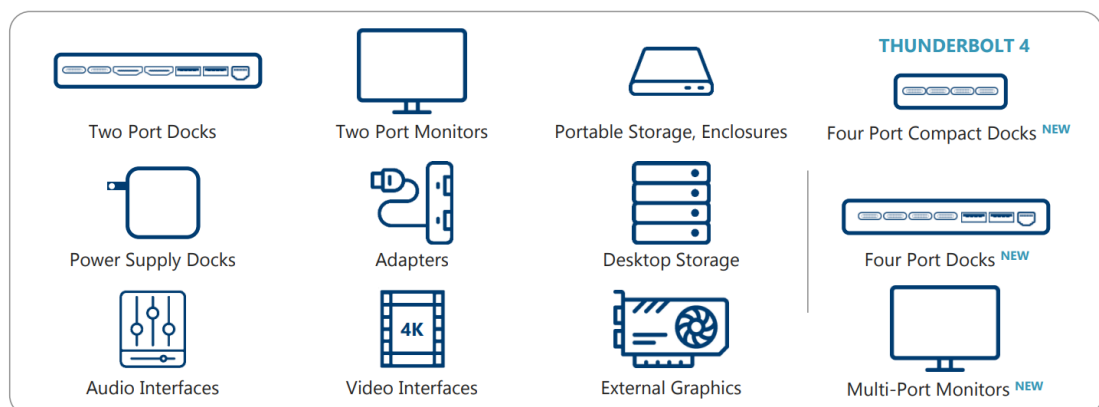 THUNDERBOLT 4
Two Port Docks
Two Port Monitors
Portable Storage, Enclosures
Four Port Compact Docks NEW
Power Supply Docks
Adapters
Desktop Storage
Four Port Docks NEW
4K
Audio Interfaces
Video Interfaces
External Graphics
Multi-Port Monitors NEW